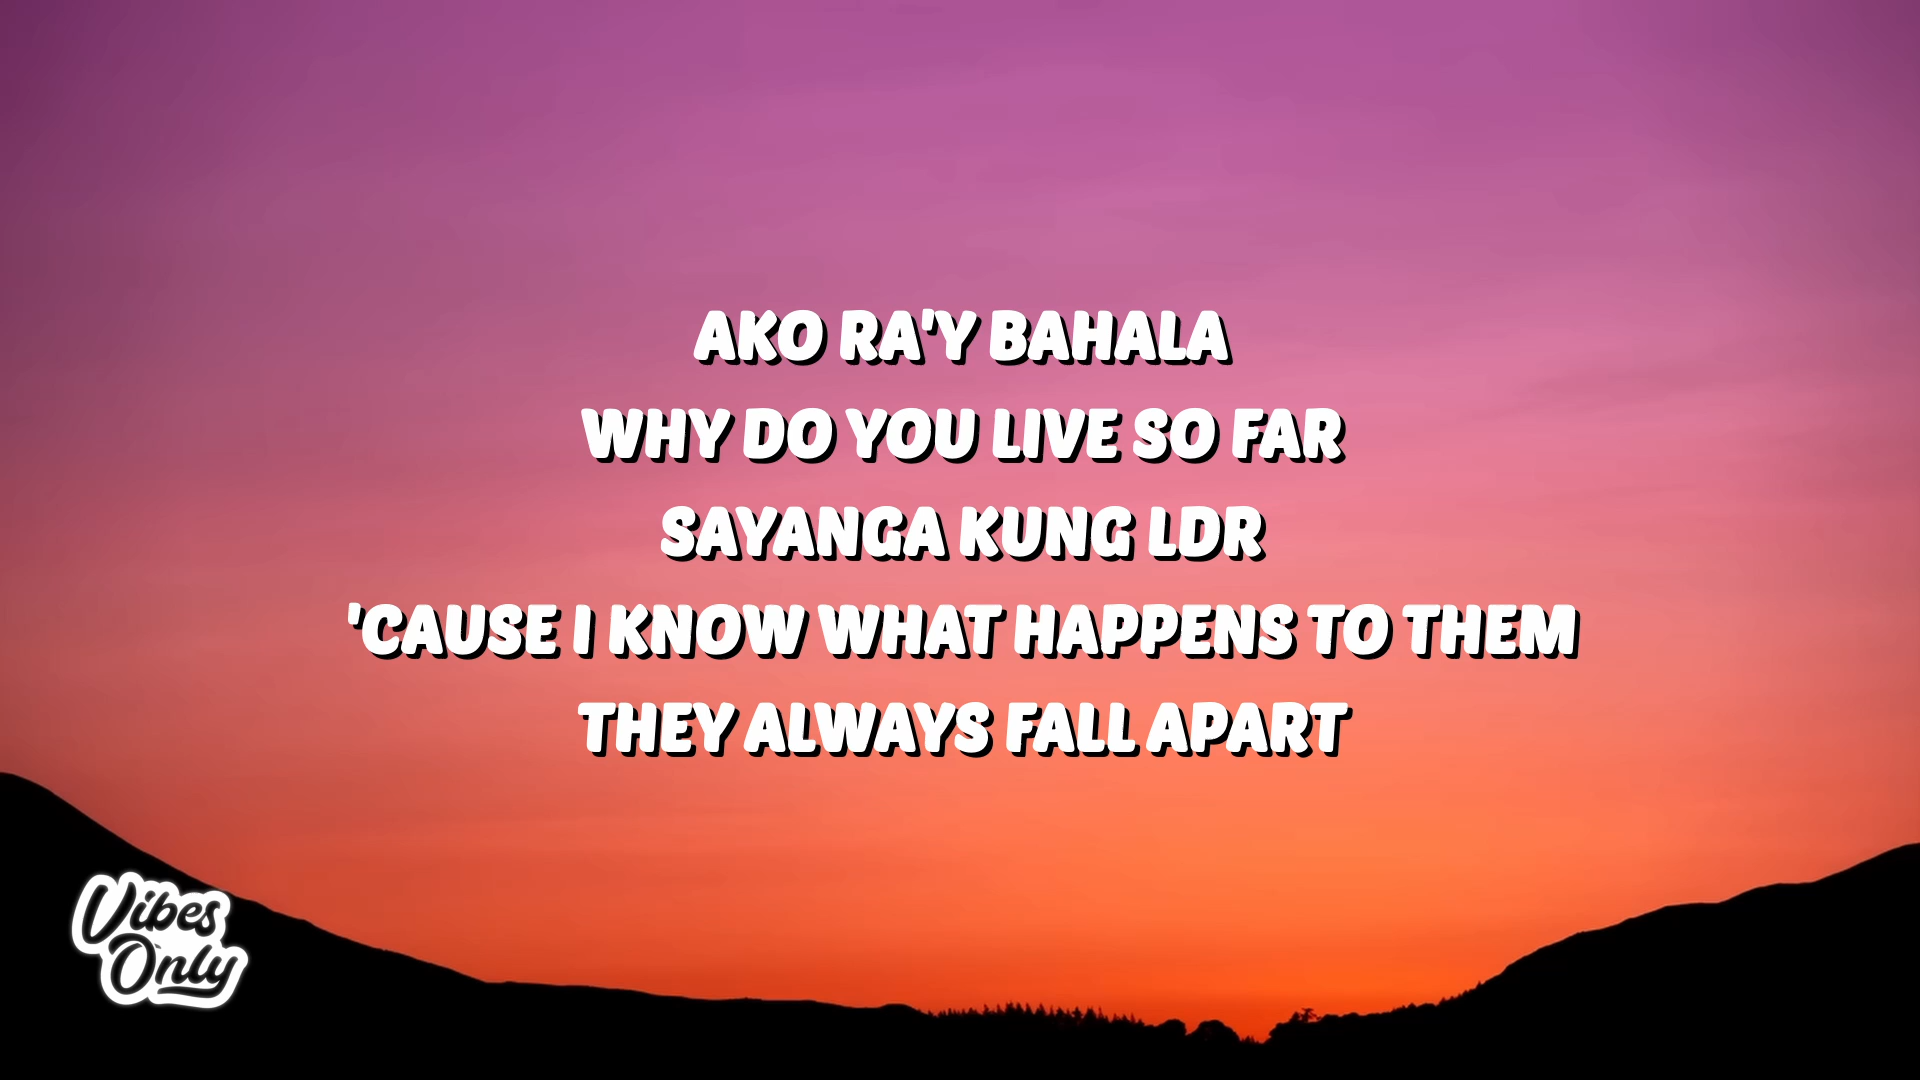 AKO RA'Y BAHALA
WHY DO YOU LIVE SO FAR
SAYANGA KUNG LDR
'CAUSE I KNOW WHAT HAPPENS TO THEM
THEY ALWAYS FALL APART
Vibes
Only